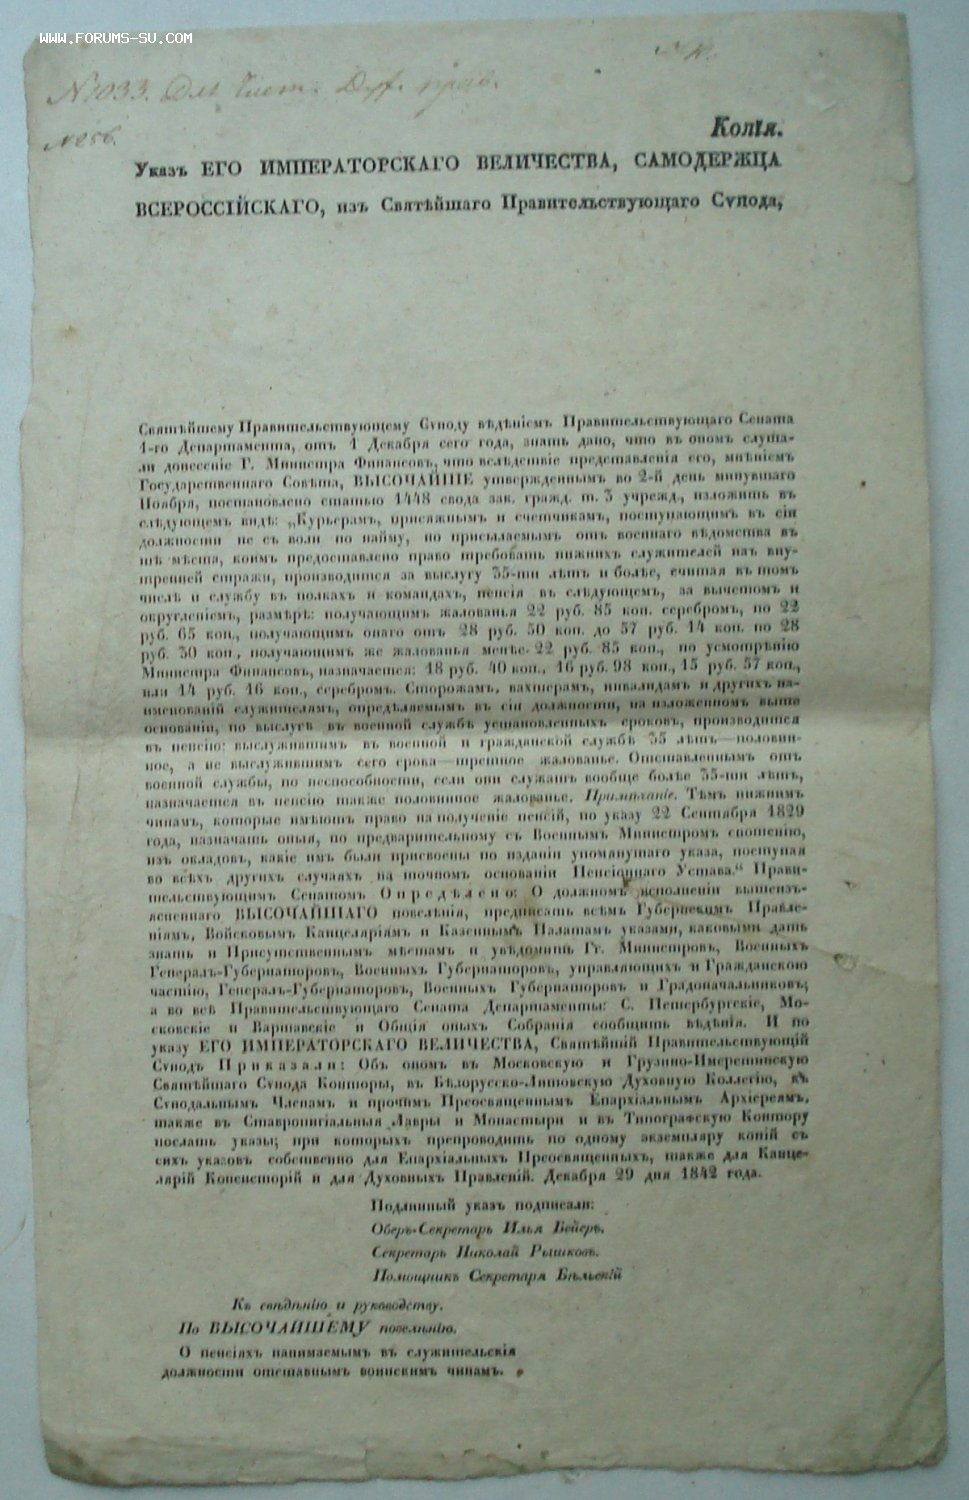 www.forums-su.com
№ 1033.
№ 256.
Копія.
Указъ ЕГО ИМПЕРАТОРСКАГО ВЕЛИЧЕСТВА, САМОДЕРЖЦА
ВСЕРОССІЙСКАГО, изъ Святѣйшаго Правительствующаго Сѵнода,
Святѣйшему Правительствующему Сѵноду вѣдѣніемъ Правительствующаго Сената
1-го Департамента, отъ 1 Декабря сего года, знать дано, что въ ономъ слуша-
ли донесеніе Г. Министра Финансовъ, что вслѣдствіе представленія его, мнѣніемъ
Государственнаго Совѣта, ВЫСОЧАЙШЕ утвержденнымъ во 2-й день минувшаго
Ноября, постановлено статью 1448 свода зак. гражд. т. 3 учрежд., изложить въ
слѣдующемъ видѣ: „Курьерамъ, присяжнымъ и счетчикамъ, поступающимъ въ сіи
должности не съ воли по найму, но присылаемымъ отъ военнаго вѣдомства въ
тѣ мѣста, коимъ предоставлено право требовать нижнихъ служителей изъ вну-
тренней стражи, производится за выслугу 35-ти лѣтъ и болѣе, считая въ томъ
числѣ и службу въ полкахъ и командахъ, пенсія въ слѣдующемъ, за вычетомъ и
округленіемъ, размѣрѣ: получающимъ жалованья 22 руб. 85 коп. серебромъ, по 22
руб. 65 коп., получающимъ онаго отъ 28 руб. 50 коп. до 57 руб. 14 коп. по 28
руб. 30 коп., получающимъ же жалованья менѣе 22 руб. 85 коп., по усмотрѣнію
Министра Финансовъ, назначается: 18 руб. 40 коп., 16 руб. 98 коп., 15 руб. 57 коп.,
или 14 руб. 16 коп., серебромъ. Сторожамъ, вахтерамъ, инвалидамъ и другихъ на-
именованій служителямъ, опредѣляемымъ въ сіи должности, на изложенномъ выше
основаніи, по выслугѣ въ военной службѣ установленныхъ сроковъ, производится
въ пенсію: выслужившимъ въ военной и гражданской службѣ 35 лѣтъ—половин-
ное, а не выслужившимъ сего срока—третное жалованье. Отставленнымъ отъ
военной службы, по неспособности, если они служатъ вообще болѣе 35-ти лѣтъ,
назначается въ пенсію также половинное жалованье. Примѣчаніе. Тѣмъ нижнимъ
чинамъ, которые имѣютъ право на полученіе пенсій, по указу 22 Сентября 1829
года, назначать оныя, по предварительному съ Военнымъ Министромъ сношенію,
изъ окладовъ, какіе имъ были присвоены по изданіи упомянутаго указа, поступая
во всѣхъ другихъ случаяхъ на точномъ основаніи Пенсіоннаго Устава.“ Прави-
тельствующимъ Сенатомъ Опредѣлено: О должномъ исполненіи вышеизъ-
ясненнаго ВЫСОЧАЙШАГО повелѣнія, предписать всѣмъ Губернскимъ Правле-
ніямъ, Войсковымъ Канцеляріямъ и Казеннымъ Палатамъ указами, каковыми дать
знать и Присутственнымъ мѣстамъ и увѣдомить Гг. Министровъ, Военныхъ
Генералъ-Губернаторовъ, Военныхъ Губернаторовъ, управляющихъ и Гражданскою
частію, Генералъ-Губернаторовъ, Военныхъ Губернаторовъ и Градоначальниковъ;
а во всѣ Правительствующаго Сената Департаменты: С. Петербургскіе, Мо-
сковскіе и Варшавскіе и Общія оныхъ Собранія сообщить вѣдѣнія. И по
указу ЕГО ИМПЕРАТОРСКАГО ВЕЛИЧЕСТВА, Святѣйшій Правительствующій
Сѵнодъ Приказали: Объ ономъ въ Московскую и Грузино-Имеретинскую
Святѣйшаго Сѵнода Конторы, въ Бѣлорусско-Литовскую Духовную Коллегію, къ
Сѵнодальнымъ Членамъ и прочимъ Преосвященнымъ Епархіальнымъ Архіереямъ,
также въ Ставропигіальныя Лавры и Монастыри и въ Типографскую Контору
послать указы; при которыхъ препроводить по одному экземпляру копій съ
сихъ указовъ собственно для Епархіальныхъ Преосвященныхъ, также для Канце-
лярій Консисторій и для Духовныхъ Правленій. Декабря 29 дня 1842 года.
Подлинный указъ подписали:
Оберъ-Секретарь Илья Бейеръ.
Секретарь Николай Рышковъ.
Помощникъ Секретаря Бѣльскій
Къ свѣдѣнію и руководству.
По ВЫСОЧАЙШЕМУ повелѣнію.
О пенсіяхъ нанимаемымъ въ служительскія
должности отставнымъ воинскимъ чинамъ.